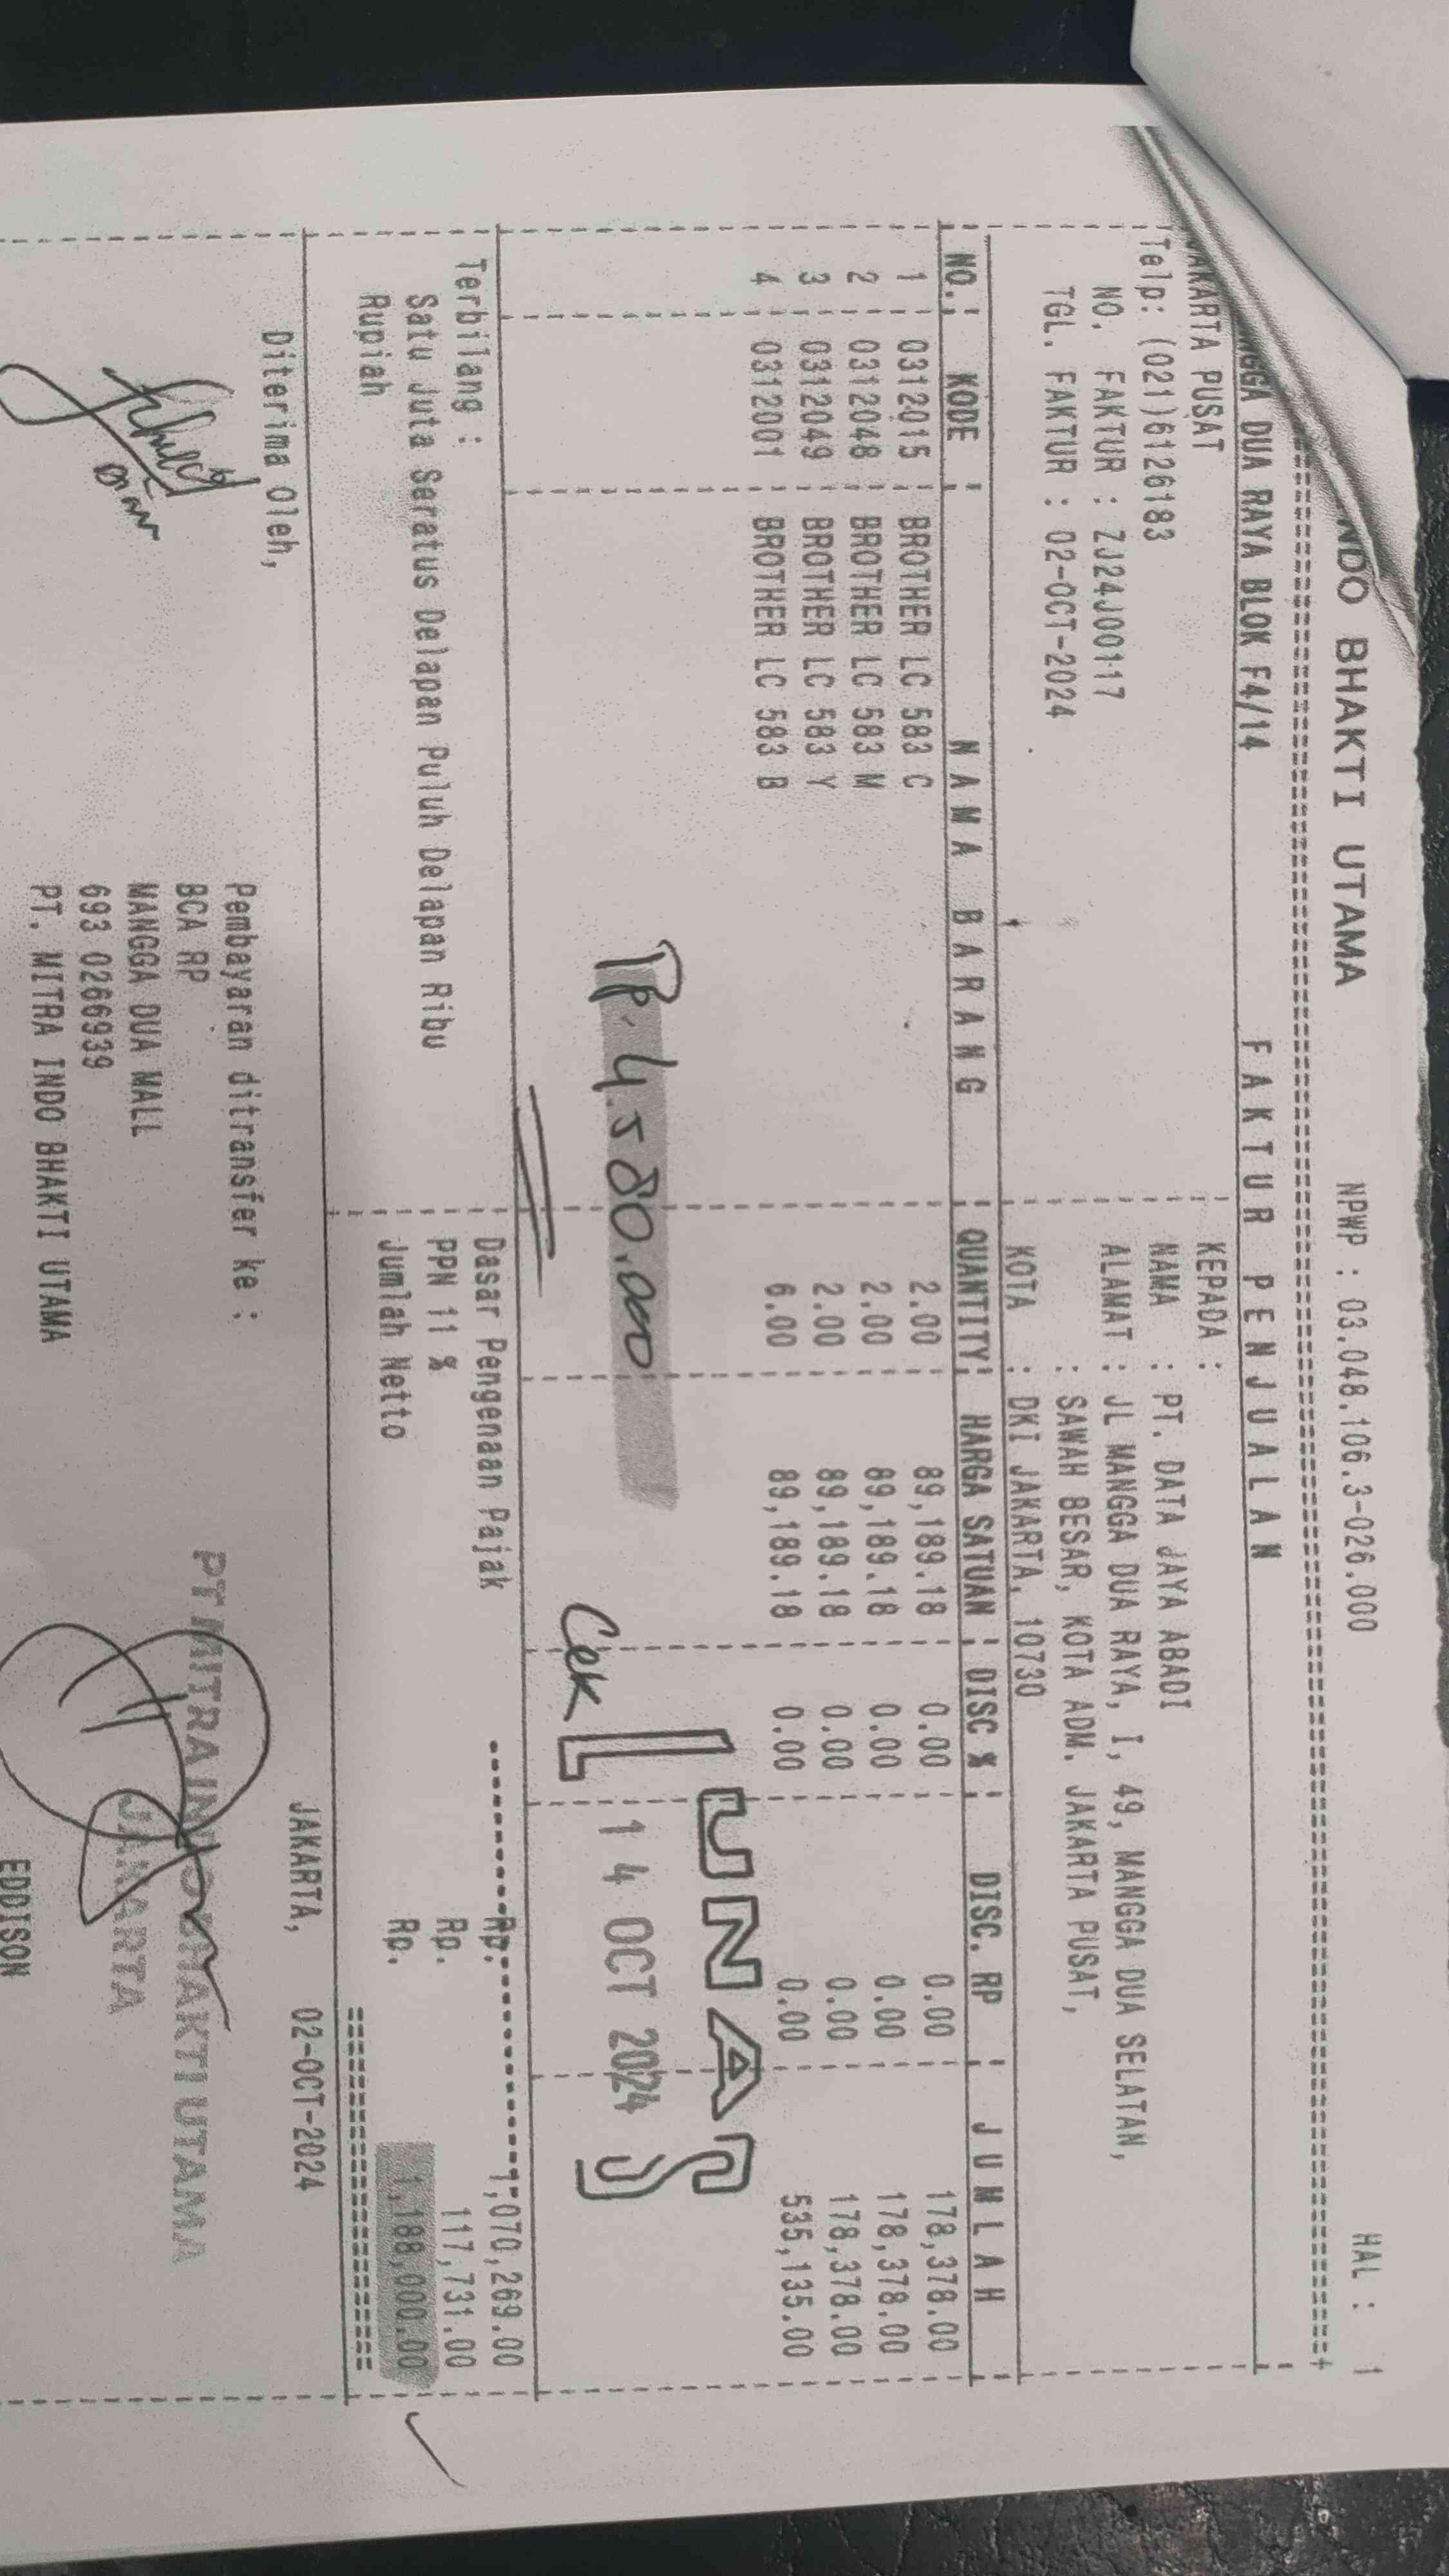 NDO BHAKTI UTAMA NPWP : 03.048.106.3-026.000 HAL : 1
NGGA DUA RAYA BLOK F4/14 F A K T U R P E N J U A L A N
JAKARTA PUSAT KEPADA :
Telp: (021)6126183 NAMA : PT. DATA JAYA ABADI
NO. FAKTUR : ZJ24J00117 ALAMAT : JL MANGGA DUA RAYA, I, 49, MANGGA DUA SELATAN,
TGL. FAKTUR : 02-OCT-2024 : SAWAH BESAR, KOTA ADM. JAKARTA PUSAT,
KOTA : DKI JAKARTA, 10730
NO. KODE N A M A B A R A N G QUANTITY HARGA SATUAN DISC % DISC. RP J U M L A H
1 0312015 BROTHER LC 583 C 2.00 89,189.18 0.00 0.00 178,378.00
2 0312048 BROTHER LC 583 M 2.00 89,189.18 0.00 0.00 178,378.00
3 0312049 BROTHER LC 583 Y 2.00 89,189.18 0.00 0.00 178,378.00
4 0312001 BROTHER LC 583 B 6.00 89,189.18 0.00 0.00 535,135.00
LUNAS
Rp. 4.580.000
14 OCT 2024
Cek
Terbilang : Dasar Pengenaan Pajak Rp. 1,070,269.00
Satu Juta Seratus Delapan Puluh Delapan Ribu PPN 11 % Rp. 117,731.00
Rupiah Jumlah Netto Rp. 1,188,000.00
JAKARTA, 02-OCT-2024
Diterima Oleh, Pembayaran ditransfer ke :
BCA RP
MANGGA DUA MALL
693 0266939
PT. MITRA INDO BHAKTI UTAMA
Dian
PT MITRA INDO BHAKTI UTAMA
JAKARTA
EDDISON